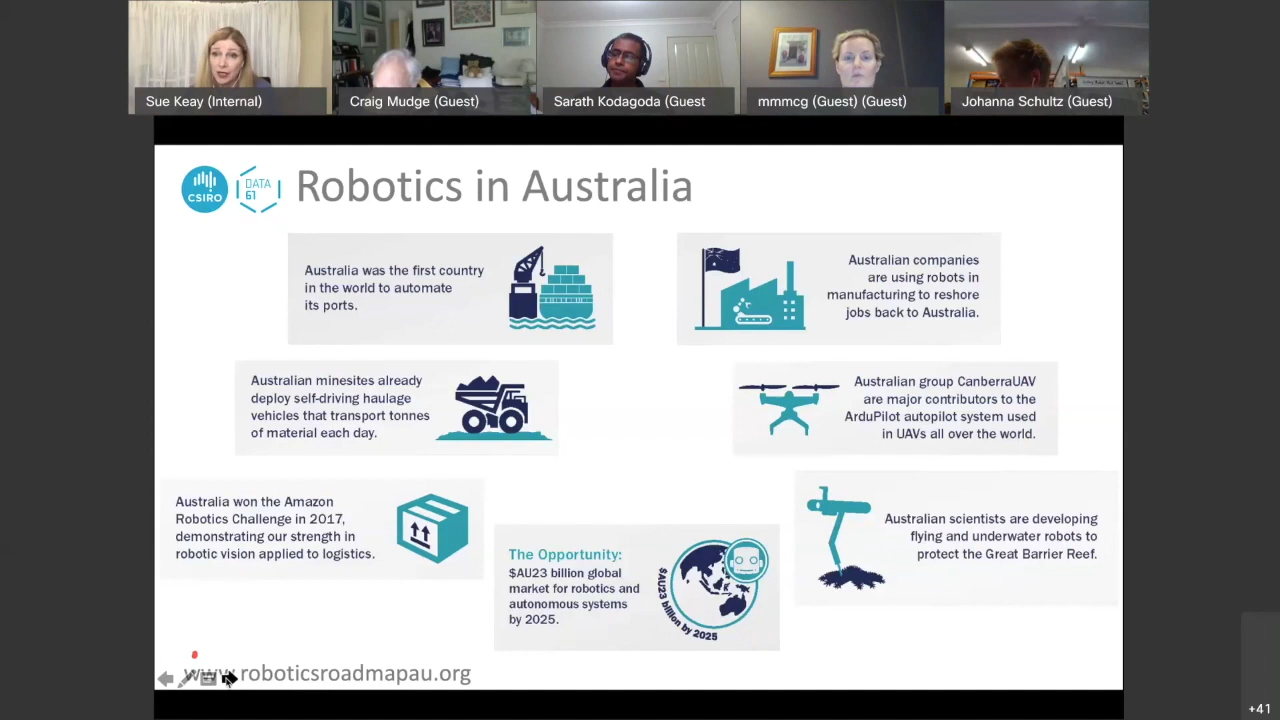 Sue Keay (Internal)
Craig Mudge (Guest)
Sarath Kodagoda (Guest
mmmcg (Guest) (Guest)
Johanna Schultz (Guest)
CSIRO
DATA
61
Robotics in Australia
Australia was the first country
in the world to automate
its ports.
Australian companies
are using robots in
manufacturing to reshore
jobs back to Australia.
Australian minesites already
deploy self-driving haulage
vehicles that transport tonnes
of material each day.
Australian group CanberraUAV
are major contributors to the
ArduPilot autopilot system used
in UAVs all over the world.
Australia won the Amazon
Robotics Challenge in 2017,
demonstrating our strength in
robotic vision applied to logistics.
The Opportunity:
$AU23 billion global
market for robotics and
autonomous systems
by 2025.
$AU23 billion by 2025
Australian scientists are developing
flying and underwater robots to
protect the Great Barrier Reef.
www.roboticsroadmapau.org
+41